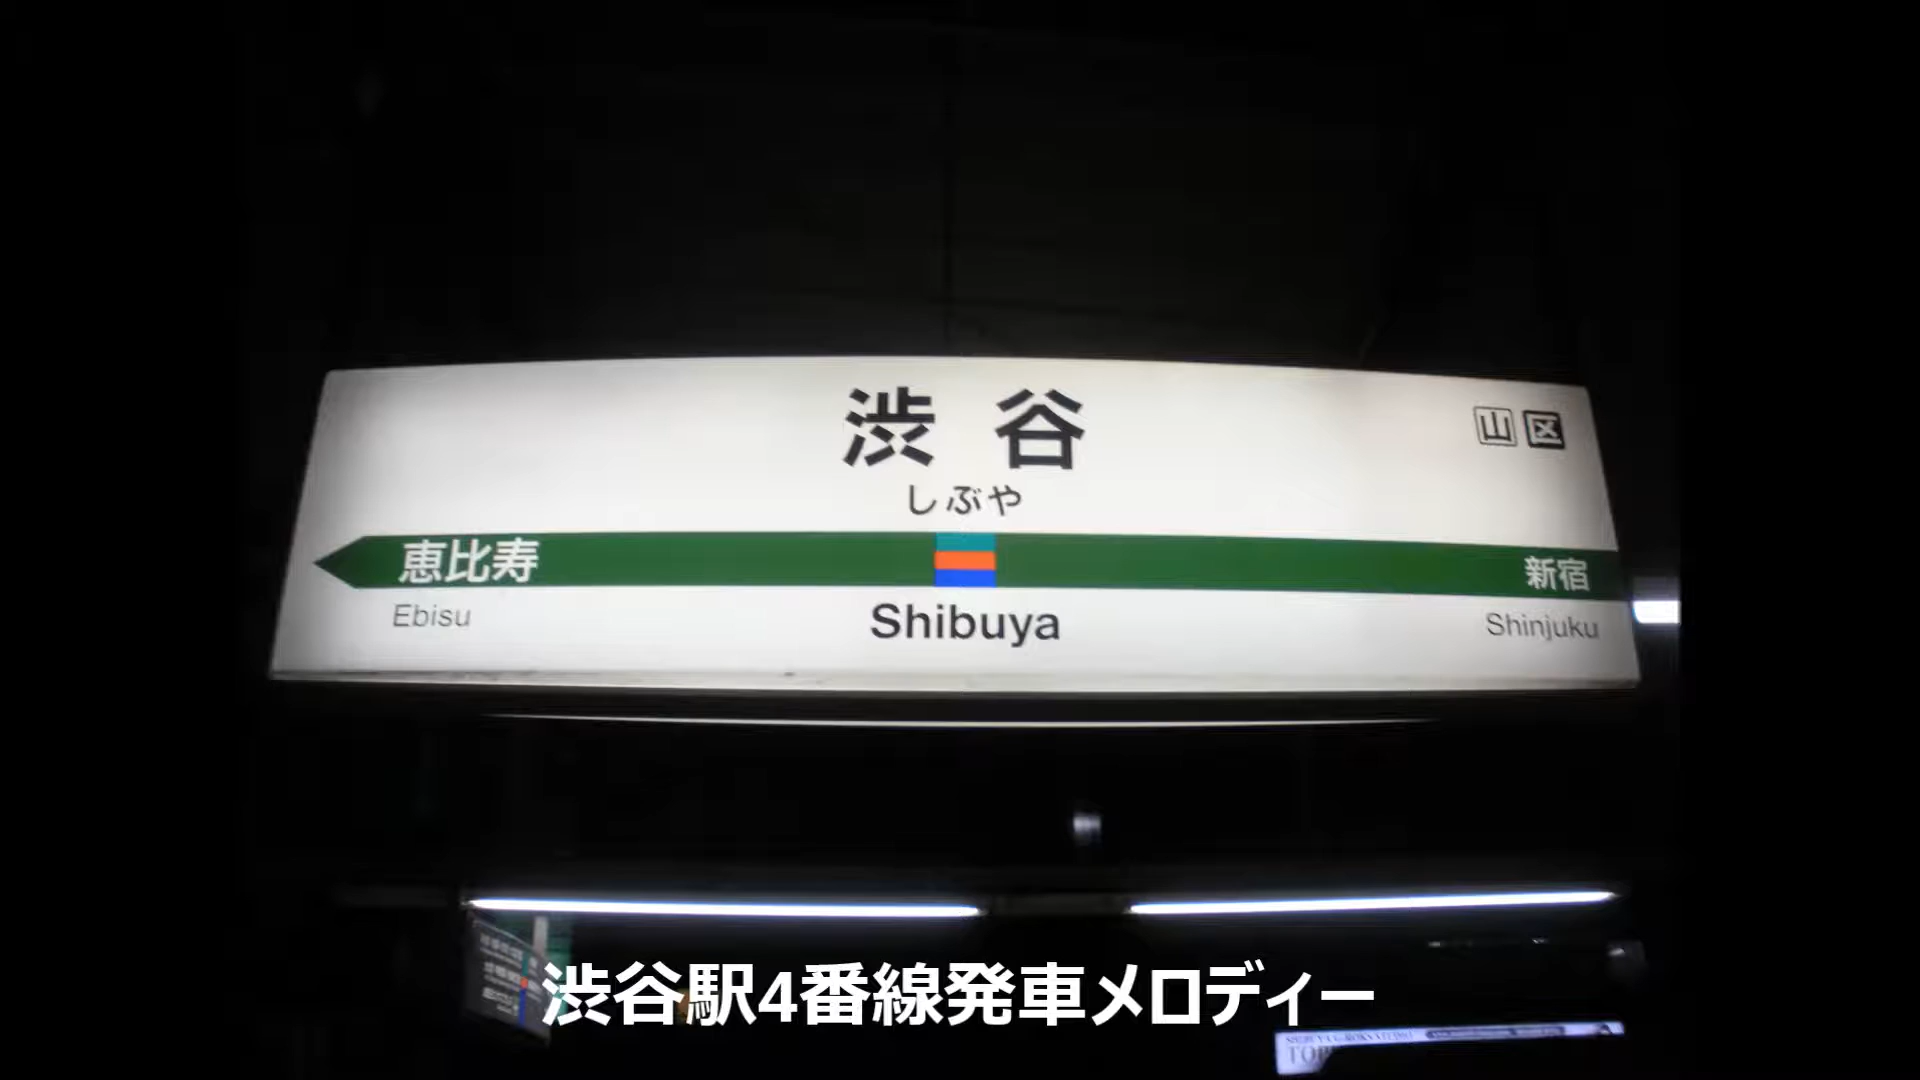 渋谷
山 区
しぶや
恵比寿
新宿
Ebisu
Shibuya
Shinjuku
渋谷駅4番線発車メロディー